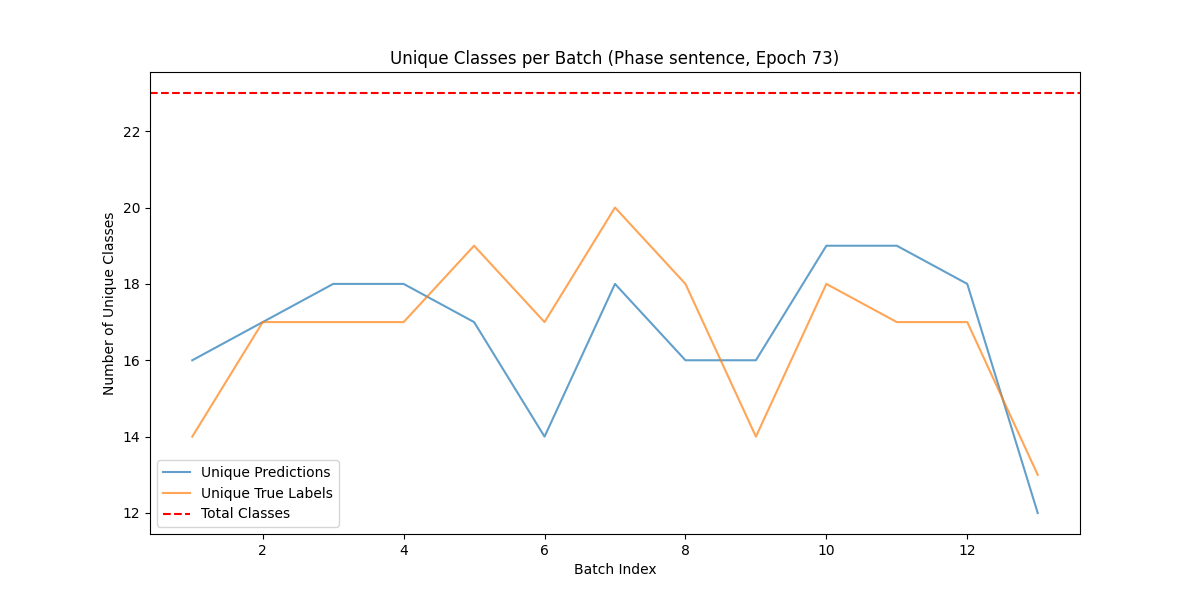 Unique Classes per Batch (Phase sentence, Epoch 73)
Number of Unique Classes
22
20
18
16
14
12
Unique Predictions
Unique True Labels
Total Classes
2
4
6
8
10
12
Batch Index